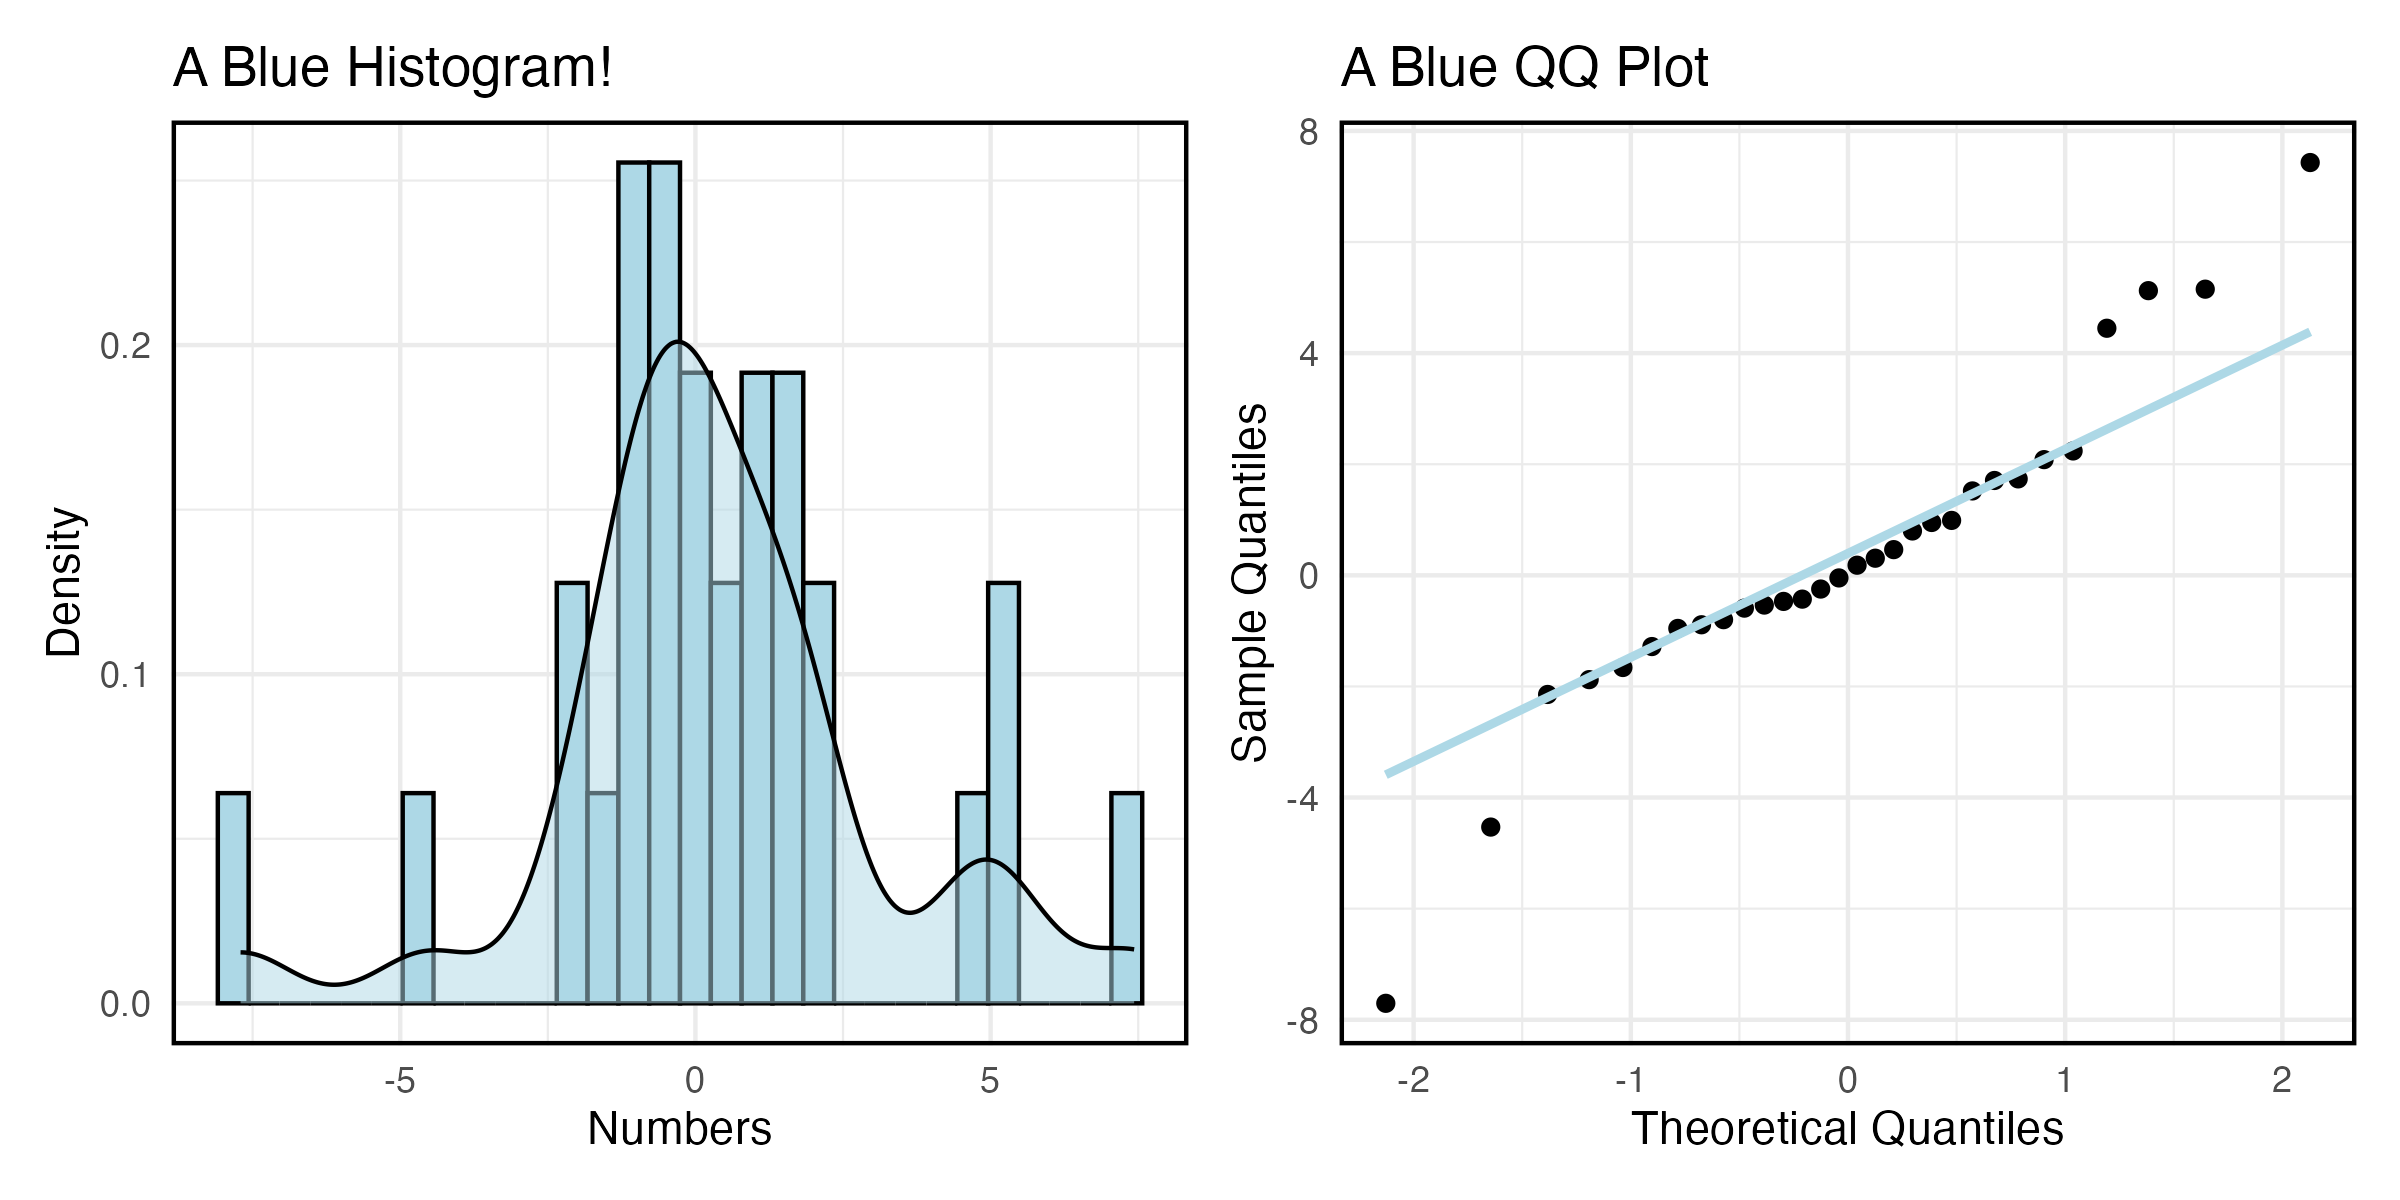 A Blue Histogram!
Density
0.2
0.1
0.0
-5 0 5
Numbers
A Blue QQ Plot
Sample Quantiles
8
4
0
-4
-8
-2 -1 0 1 2
Theoretical Quantiles